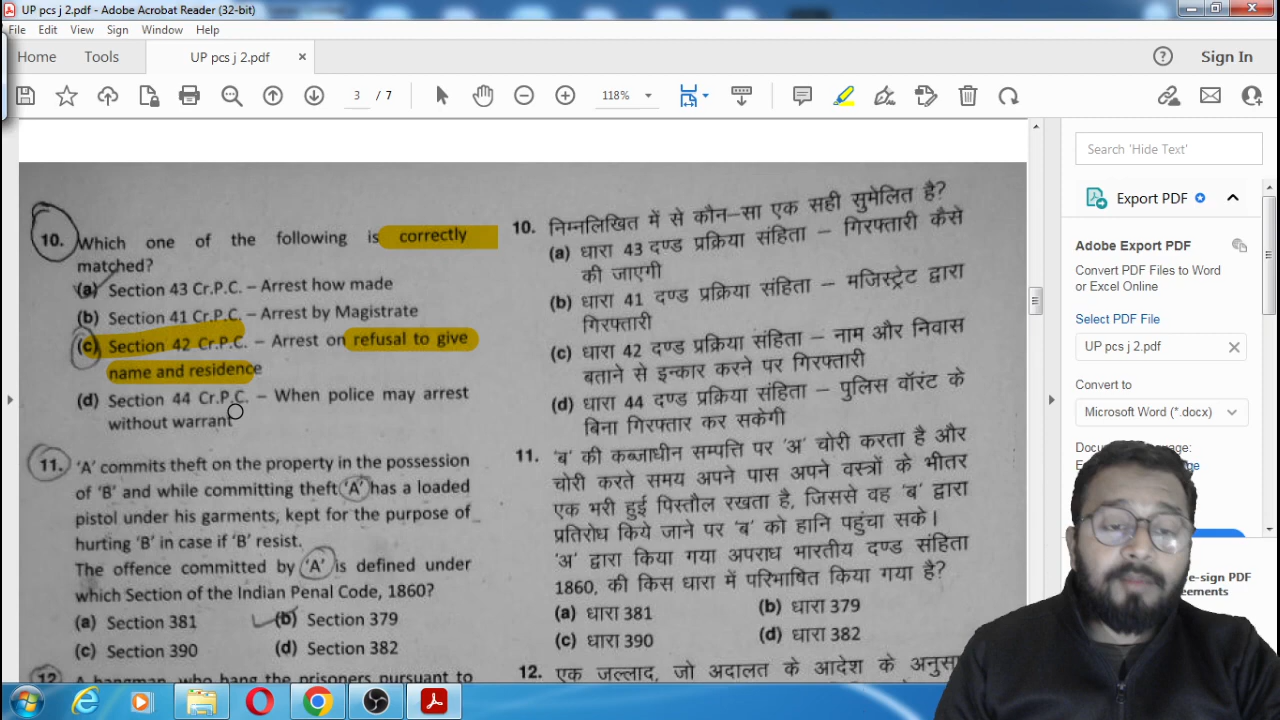 UP pcs j 2.pdf - Adobe Acrobat Reader (32-bit)
File Edit View Sign Window Help
Home Tools UP pcs j 2.pdf × Sign In
3 / 7 118%
10. Which one of the following is correctly
matched?
(a) Section 43 Cr.P.C. – Arrest how made
(b) Section 41 Cr.P.C. – Arrest by Magistrate
(c) Section 42 Cr.P.C. – Arrest on refusal to give
name and residence
(d) Section 44 Cr.P.C. – When police may arrest
without warrant
11. 'A' commits theft on the property in the possession
of 'B' and while committing theft 'A' has a loaded
pistol under his garments, kept for the purpose of
hurting 'B' in case if 'B' resist.
The offence committed by 'A' is defined under
which Section of the Indian Penal Code, 1860?
(a) Section 381 (b) Section 379
(c) Section 390 (d) Section 382
12. A hangman, who hang the prisoners pursuant to
10. निम्नलिखित में से कौन-सा एक सही सुमेलित है?
(a) धारा 43 दण्ड प्रक्रिया संहिता – गिरफ्तारी कैसे
की जाएगी
(b) धारा 41 दण्ड प्रक्रिया संहिता – मजिस्ट्रेट द्वारा
गिरफ्तारी
(c) धारा 42 दण्ड प्रक्रिया संहिता – नाम और निवास
बताने से इन्कार करने पर गिरफ्तारी
(d) धारा 44 दण्ड प्रक्रिया संहिता – पुलिस वॉरंट के
बिना गिरफ्तार कर सकेगी
11. 'ब' की कब्जाधीन सम्पत्ति पर 'अ' चोरी करता है और
चोरी करते समय अपने पास अपने वस्त्रों के भीतर
एक भरी हुई पिस्तौल रखता है, जिससे वह 'ब' द्वारा
प्रतिरोध किये जाने पर 'ब' को हानि पहुंचा सके।
'अ' द्वारा किया गया अपराध भारतीय दण्ड संहिता
1860, की किस धारा में परिभाषित किया गया है?
(a) धारा 381 (b) धारा 379
(c) धारा 390 (d) धारा 382
12. एक जल्लाद, जो अदालत के आदेश के
Search 'Hide Text'
Export PDF
Adobe Export PDF
Convert PDF Files to Word
or Excel Online
Select PDF File
UP pcs j 2.pdf
Convert to
Microsoft Word (*.docx)